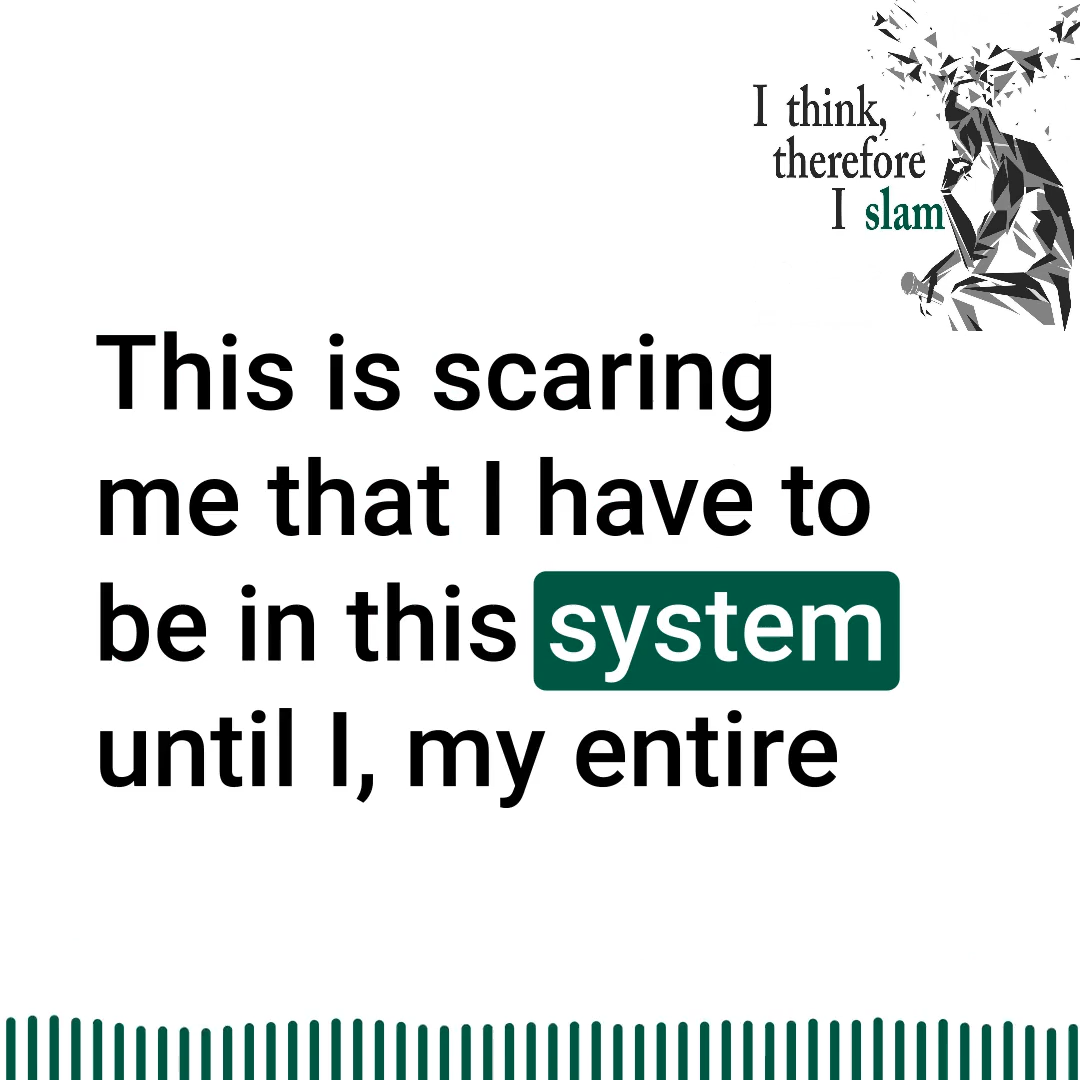 I think,
therefore
I slam
This is scaring
me that I have to
be in this system
until I, my entire